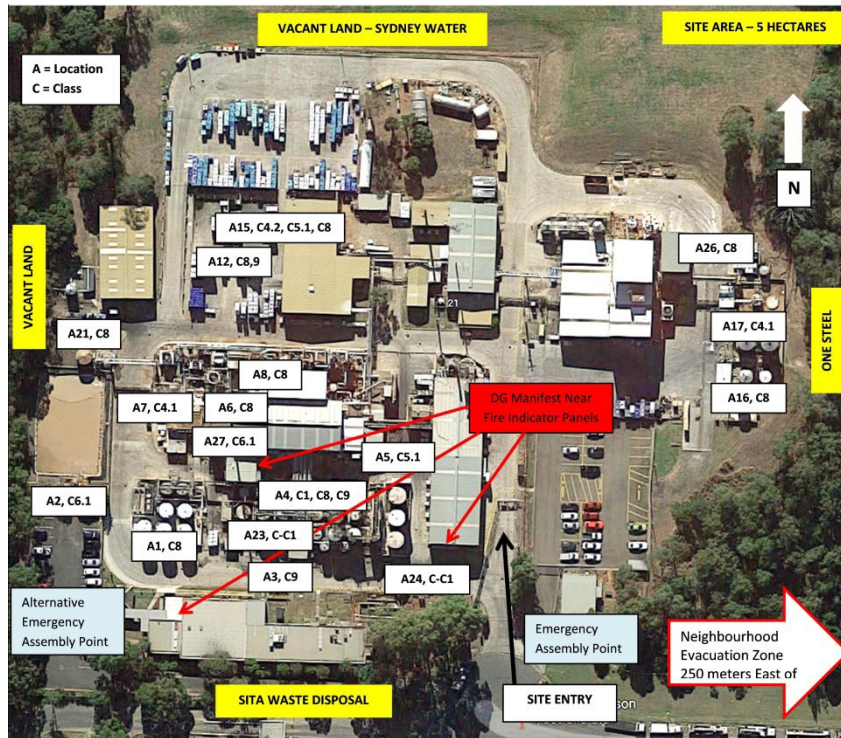 VACANT LAND – SYDNEY WATER
SITE AREA – 5 HECTARES
A = Location
C = Class
N
VACANT LAND
A15, C4.2, C5.1, C8
A12, C8,9
A26, C8
21
A21, C8
A17, C4.1
ONE STEEL
A8, C8
DG Manifest Near
Fire Indicator Panels
A16, C8
A7, C4.1
A6, C8
A27, C6.1
A5, C5.1
A2, C6.1
A4, C1, C8, C9
A1, C8
A23, C-C1
A3, C9
A24, C-C1
Alternative
Emergency
Assembly Point
Emergency
Assembly Point
Neighbourhood
Evacuation Zone
250 meters East of
SITA WASTE DISPOSAL
SITE ENTRY
son